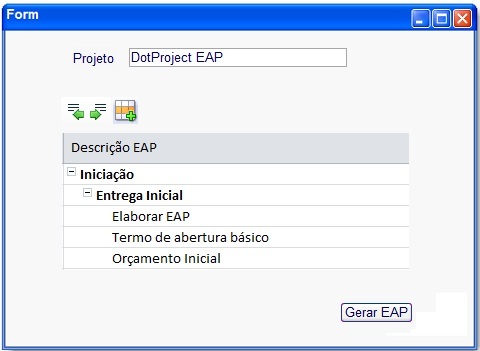 Form
Projeto DotProject EAP
Descrição EAP
Iniciação
Entrega Inicial
Elaborar EAP
Termo de abertura básico
Orçamento Inicial
Gerar EAP